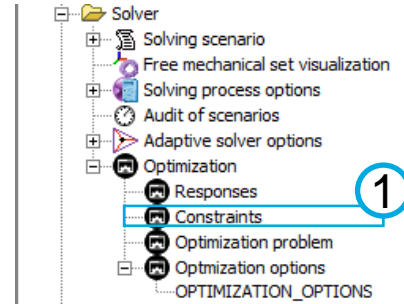 Solver
Solving scenario
Free mechanical set visualization
Solving process options
Audit of scenarios
Adaptive solver options
Optimization
Responses
1
Constraints
Optimization problem
Optmization options
OPTIMIZATION_OPTIONS